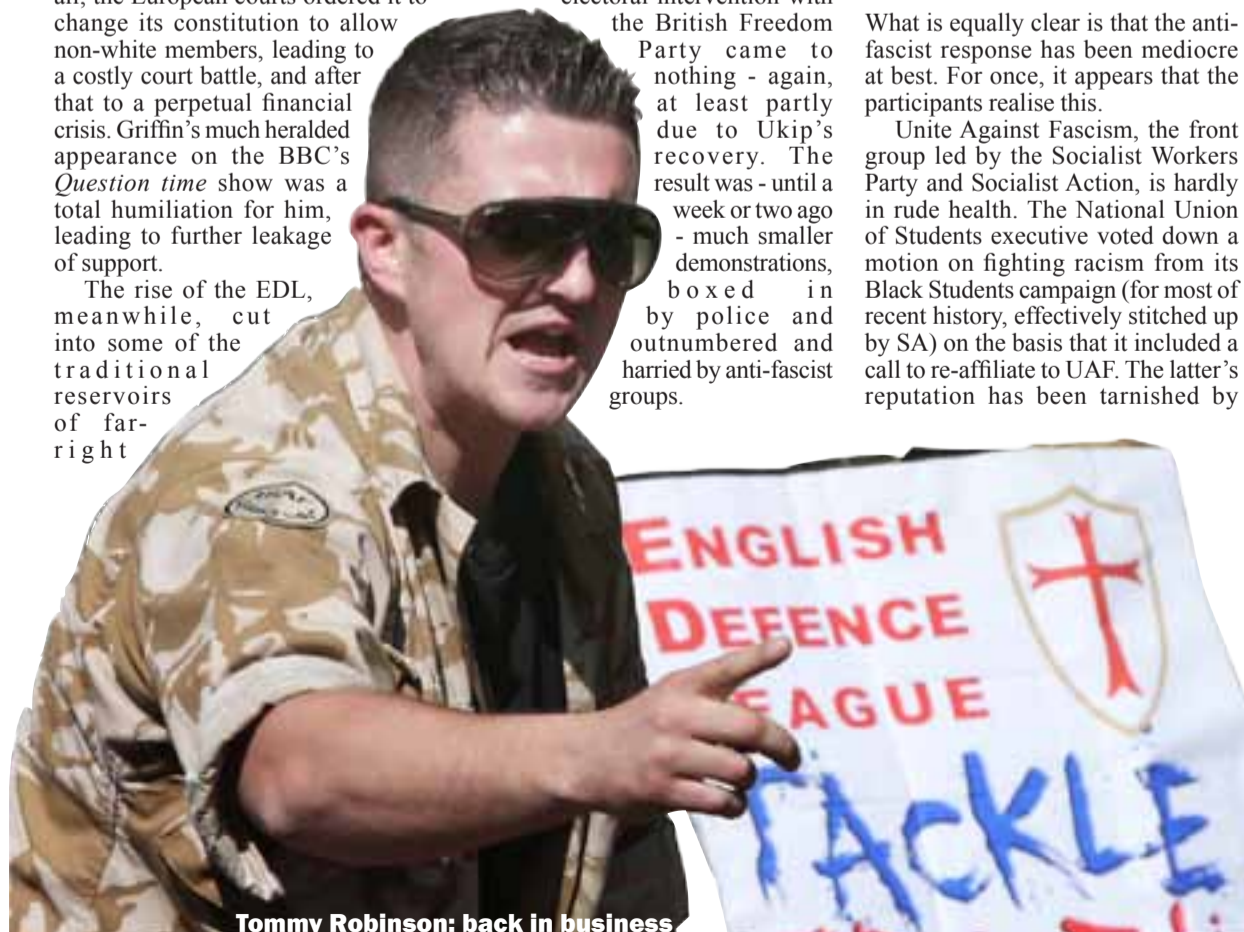 all, the European courts ordered it to
change its constitution to allow
non-white members, leading to
a costly court battle, and after
that to a perpetual financial
crisis. Griffin’s much heralded
appearance on the BBC’s
Question time show was a
total humiliation for him,
leading to further leakage
of support.
The rise of the EDL,
meanwhile, cut
into some of the
traditional
reservoirs
of far-
right
electoral intervention with
the British Freedom
Party came to
nothing - again,
at least partly
due to Ukip’s
recovery. The
result was - until a
week or two ago
- much smaller
demonstrations,
boxed in
by police and
outnumbered and
harried by anti-fascist
groups.
What is equally clear is that the anti-
fascist response has been mediocre
at best. For once, it appears that the
participants realise this.
Unite Against Fascism, the front
group led by the Socialist Workers
Party and Socialist Action, is hardly
in rude health. The National Union
of Students executive voted down a
motion on fighting racism from its
Black Students campaign (for most of
recent history, effectively stitched up
by SA) on the basis that it included a
call to re-affiliate to UAF. The latter’s
reputation has been tarnished by
ENGLISH
DEFENCE
EAGUE
TACKLE
Tommy Robinson: back in business